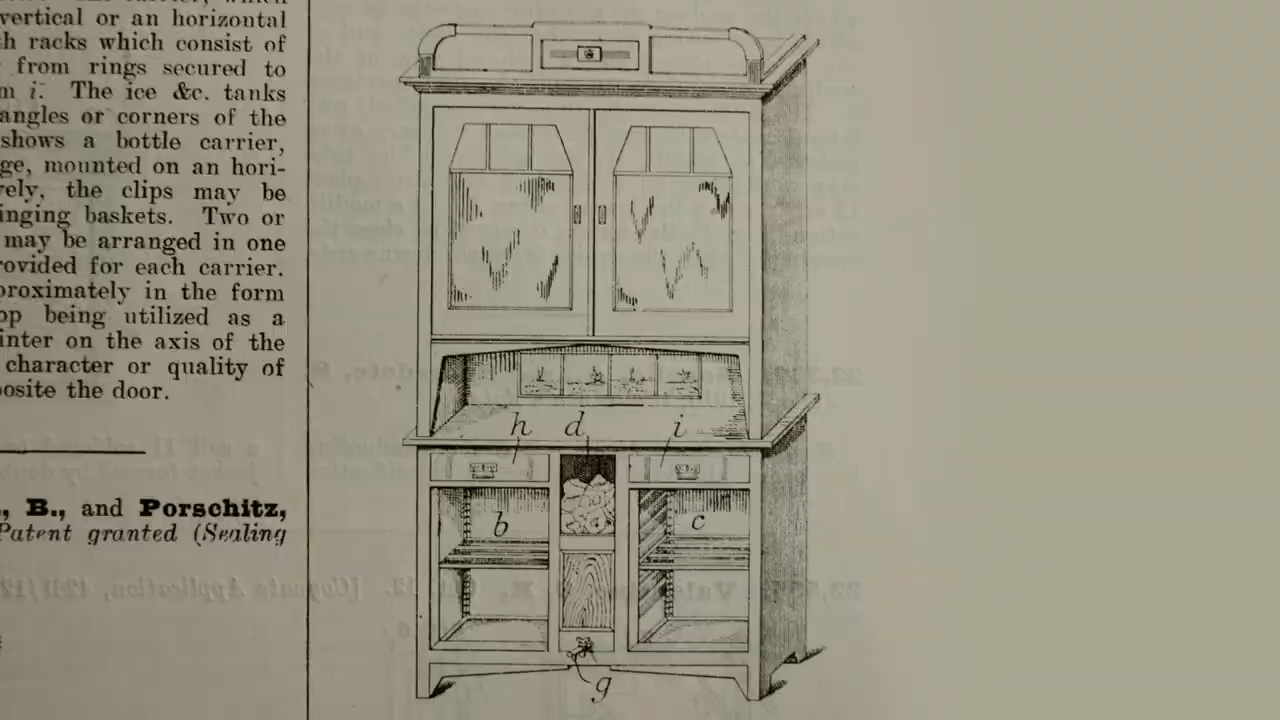 vertical or an horizontal
h racks which consist of
from rings secured to
m i. The ice &c. tanks
angles or corners of the
shows a bottle carrier,
ge, mounted on an hori-
ely, the clips may be
inging baskets. Two or
may be arranged in one
rovided for each carrier.
proximately in the form
op being utilized as a
inter on the axis of the
character or quality of
posite the door.
., B., and Porschitz,
Patent granted (Sealing
h d i
b c
g